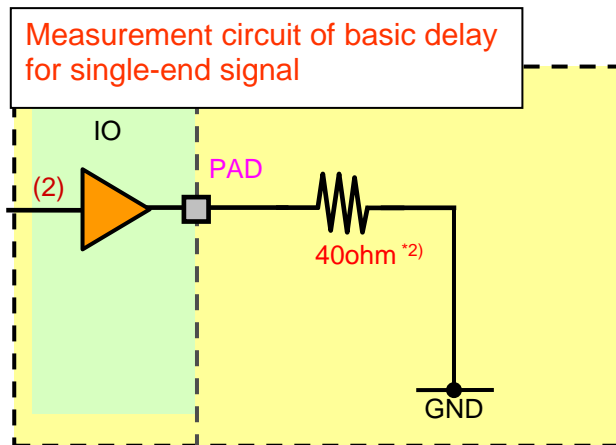 Measurement circuit of basic delay
for single-end signal
IO
(2)
PAD
40ohm *2)
GND